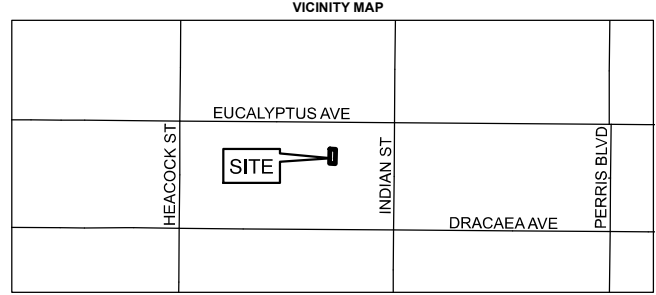 VICINITY MAP
EUCALYPTUS AVE
HEACOCK ST
SITE
INDIAN ST
PERRIS BLVD
DRACAEA AVE